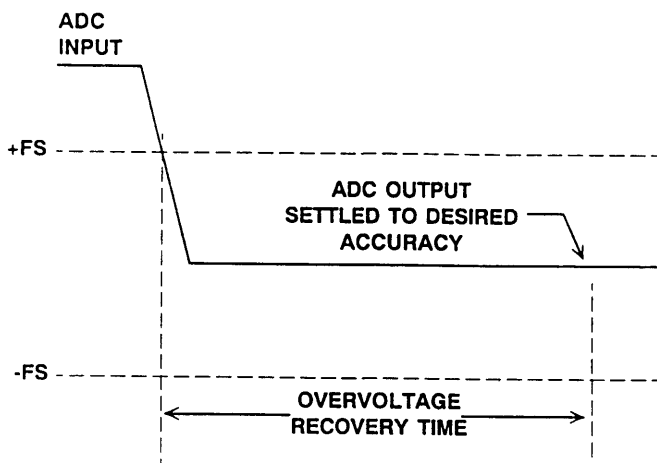 ADC
INPUT
+FS
ADC OUTPUT
SETTLED TO DESIRED
ACCURACY
-FS
OVERVOLTAGE
RECOVERY TIME